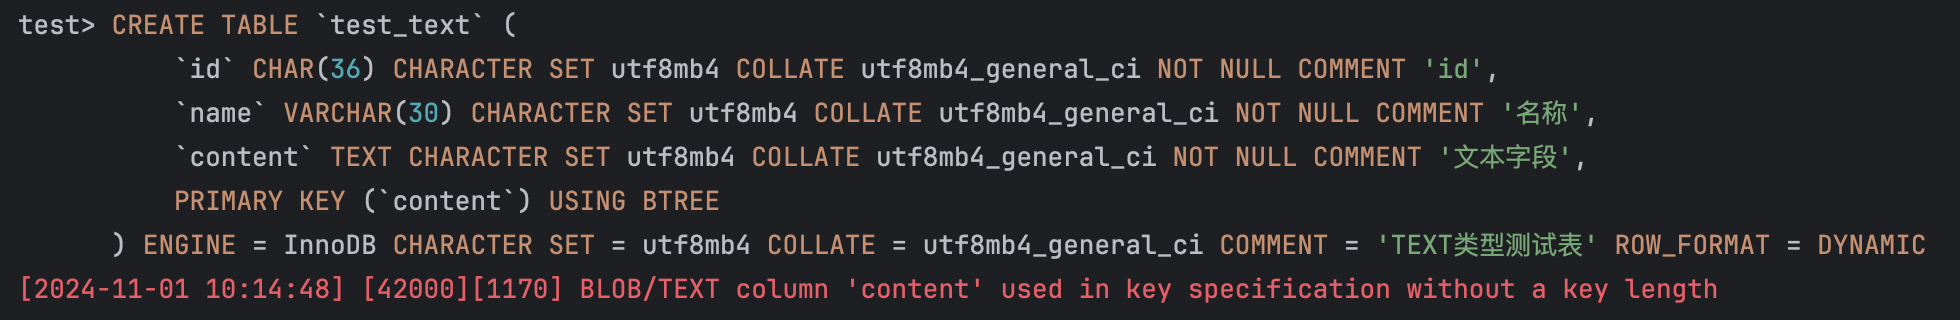 test> CREATE TABLE `test_text` (
`id` CHAR(36) CHARACTER SET utf8mb4 COLLATE utf8mb4_general_ci NOT NULL COMMENT 'id',
`name` VARCHAR(30) CHARACTER SET utf8mb4 COLLATE utf8mb4_general_ci NOT NULL COMMENT '名称',
`content` TEXT CHARACTER SET utf8mb4 COLLATE utf8mb4_general_ci NOT NULL COMMENT '文本字段',
PRIMARY KEY (`content`) USING BTREE
) ENGINE = InnoDB CHARACTER SET = utf8mb4 COLLATE = utf8mb4_general_ci COMMENT = 'TEXT类型测试表' ROW_FORMAT = DYNAMIC
[2024-11-01 10:14:48] [42000][1170] BLOB/TEXT column 'content' used in key specification without a key length